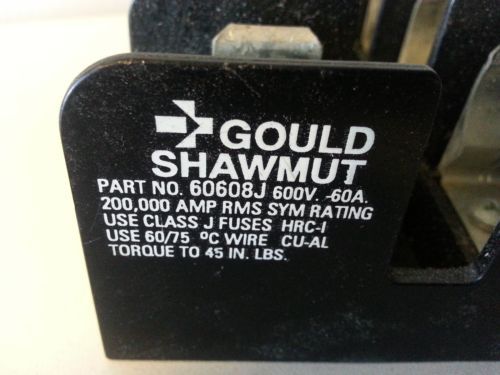 GOULD
SHAWMUT
PART NO. 60608J 600V. -60A.
200,000 AMP RMS SYM RATING
USE CLASS J FUSES HRC-I
USE 60/75 °C WIRE CU-AL
TORQUE TO 45 IN. LBS.